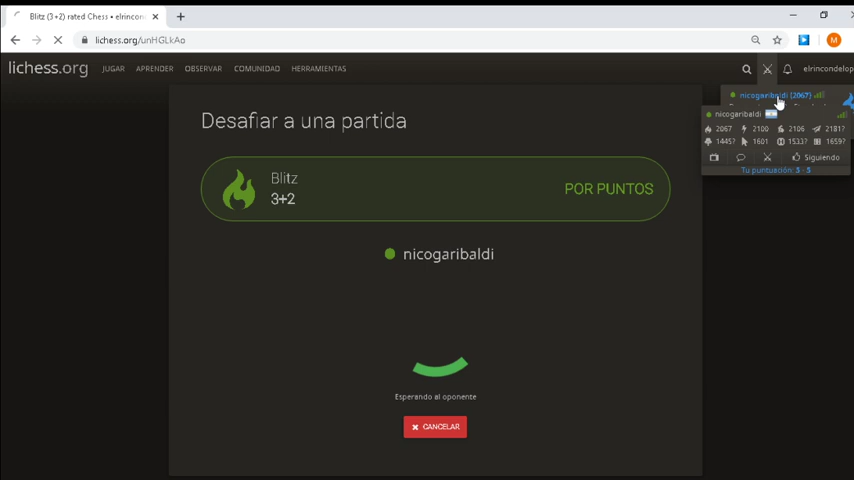 Blitz (3+2) rated Chess • elrincon
lichess.org/unHGLkAo
M
lichess.org JUGAR APRENDER OBSERVAR COMUNIDAD HERRAMIENTAS elrincondelop
nicogaribaldi (2067)
nicogaribaldi
2067 2100 2106 2181?
1445? 1601 1533? 1659?
Siguiendo
Tu puntuación: 5 - 5
Desafiar a una partida
Blitz
3+2
POR PUNTOS
nicogaribaldi
Esperando al oponente
CANCELAR